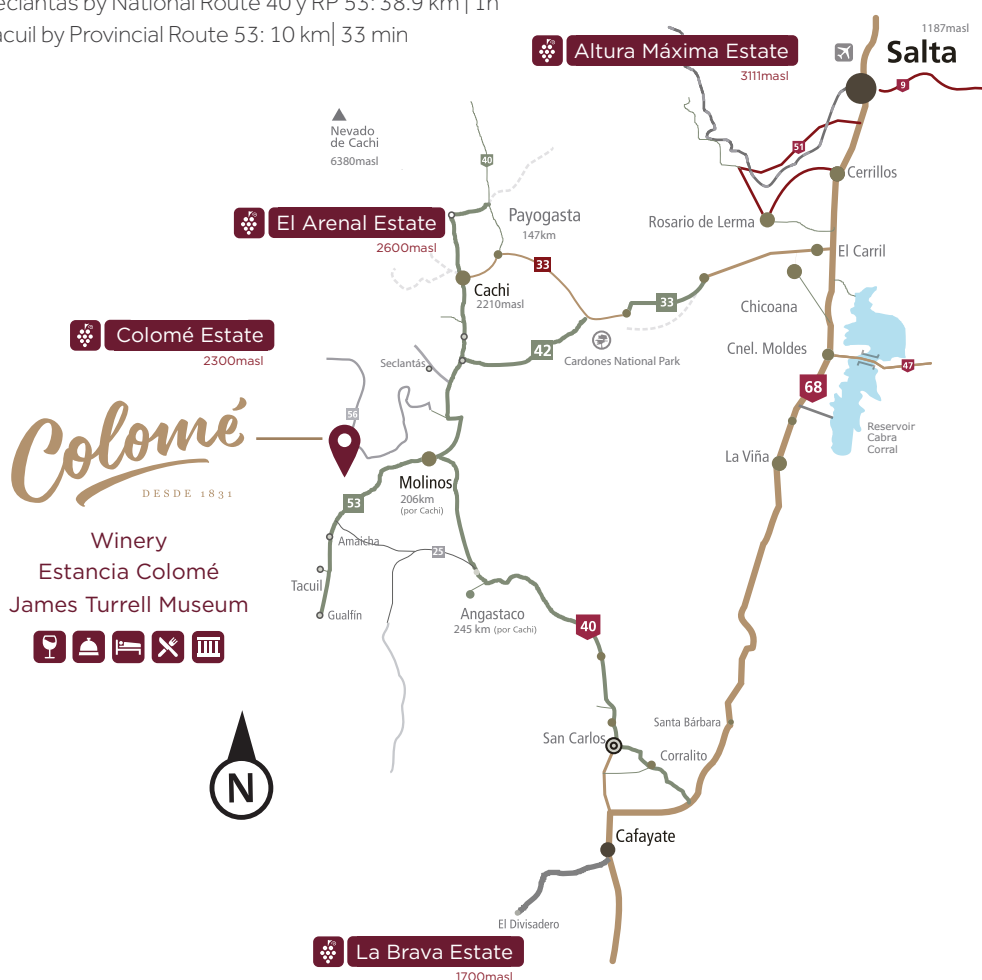 eclantás by National Route 40 y RP 53: 38.9 km | 1h
acuil by Provincial Route 53: 10 km| 33 min
1187masl
Salta
Altura Máxima Estate
3111masl
9
Nevado
de Cachi
6380masl
40
51
Cerrillos
El Arenal Estate
2600masl
Payogasta
147km
Rosario de Lerma
33
El Carril
Cachi
2210masl
33
Chicoana
Colomé Estate
2300masl
42
Cardones National Park
Cnel. Moldes
Seclantás
47
68
56
Colomé
DESDE 1831
Reservoir
Cabra
Corral
La Viña
Molinos
206km
(por Cachi)
53
Winery
Estancia Colomé
James Turrell Museum
Amaicha
25
Tacuil
Gualfín
Angastaco
245 km (por Cachi)
40
Santa Bárbara
San Carlos
Corralito
N
Cafayate
El Divisadero
La Brava Estate
1700masl